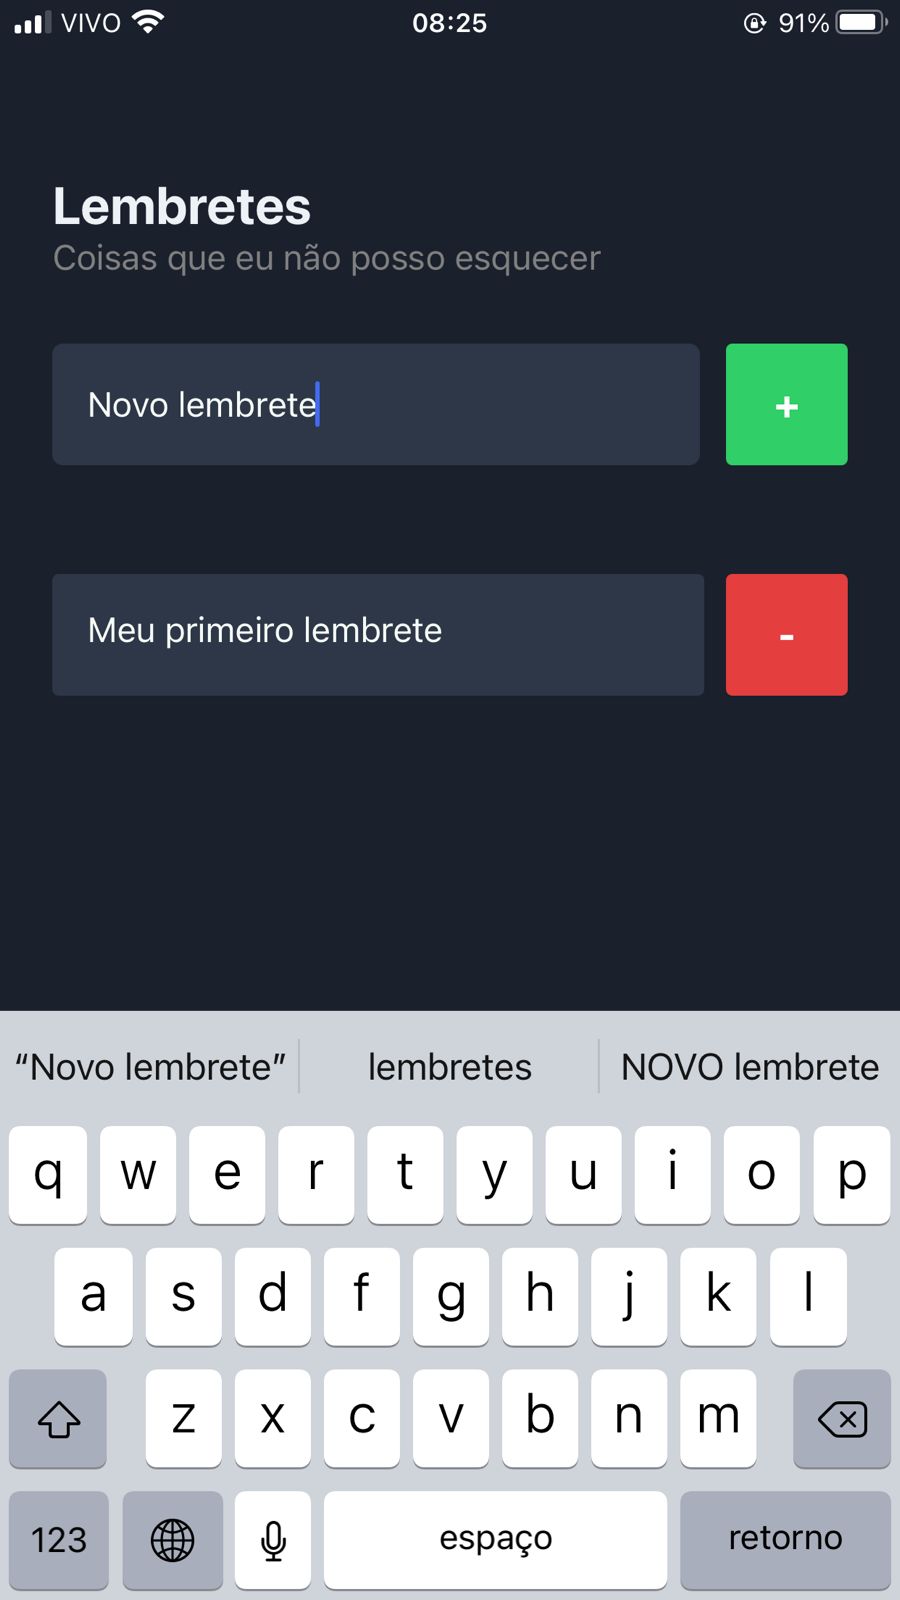 VIVO 08:25 91%
Lembretes
Coisas que eu não posso esquecer
Novo lembrete +
Meu primeiro lembrete -
“Novo lembrete” lembretes NOVO lembrete
q w e r t y u i o p
a s d f g h j k l
z x c v b n m
123 espaço retorno